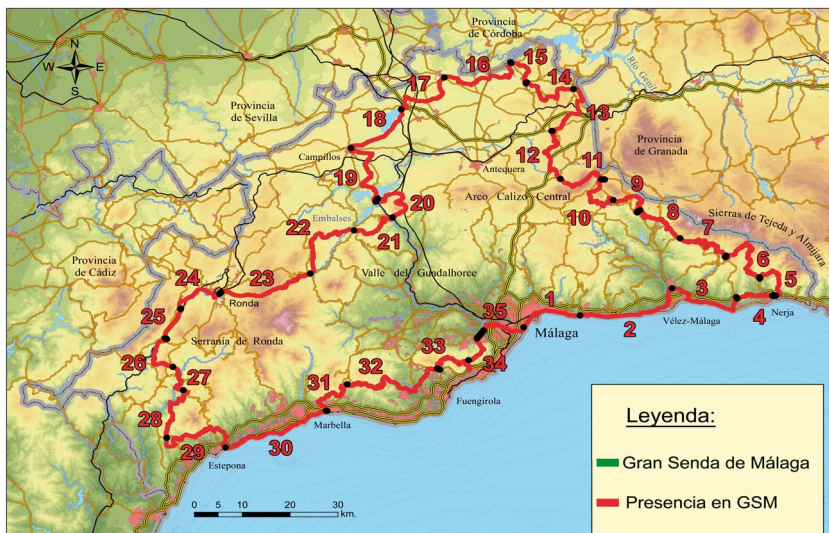 Provincia
de Córdoba
N
W E
S
Río Genil
Provincia
de Sevilla
Provincia
de Granada
Campillos
Antequera
Arco Calizo Central
Sierras de Tejeda y Almijara
Embalses
Provincia
de Cádiz
Valle del Guadalhorce
Ronda
Serranía de Ronda
Málaga
Vélez-Málaga
Nerja
Fuengirola
Marbella
Estepona
1
2
3
4
5
6
7
8
9
10
11
12
13
14
15
16
17
18
19
20
21
22
23
24
25
26
27
28
29
30
31
32
33
34
35
0 5 10 20 30
km.
Leyenda:
Gran Senda de Málaga
Presencia en GSM